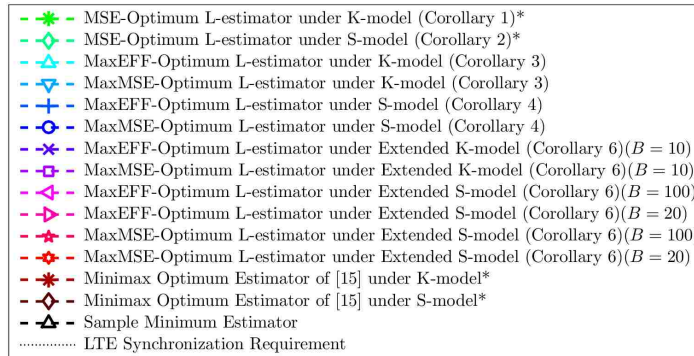 MSE-Optimum L-estimator under K-model (Corollary 1)*
MSE-Optimum L-estimator under S-model (Corollary 2)*
MaxEFF-Optimum L-estimator under K-model (Corollary 3)
MaxMSE-Optimum L-estimator under K-model (Corollary 3)
MaxEFF-Optimum L-estimator under S-model (Corollary 4)
MaxMSE-Optimum L-estimator under S-model (Corollary 4)
MaxEFF-Optimum L-estimator under Extended K-model (Corollary 6)(B = 10)
MaxMSE-Optimum L-estimator under Extended K-model (Corollary 6)(B = 10)
MaxEFF-Optimum L-estimator under Extended S-model (Corollary 6)(B = 100)
MaxEFF-Optimum L-estimator under Extended S-model (Corollary 6)(B = 20)
MaxMSE-Optimum L-estimator under Extended S-model (Corollary 6)(B = 100
MaxMSE-Optimum L-estimator under Extended S-model (Corollary 6)(B = 20)
Minimax Optimum Estimator of [15] under K-model*
Minimax Optimum Estimator of [15] under S-model*
Sample Minimum Estimator
LTE Synchronization Requirement